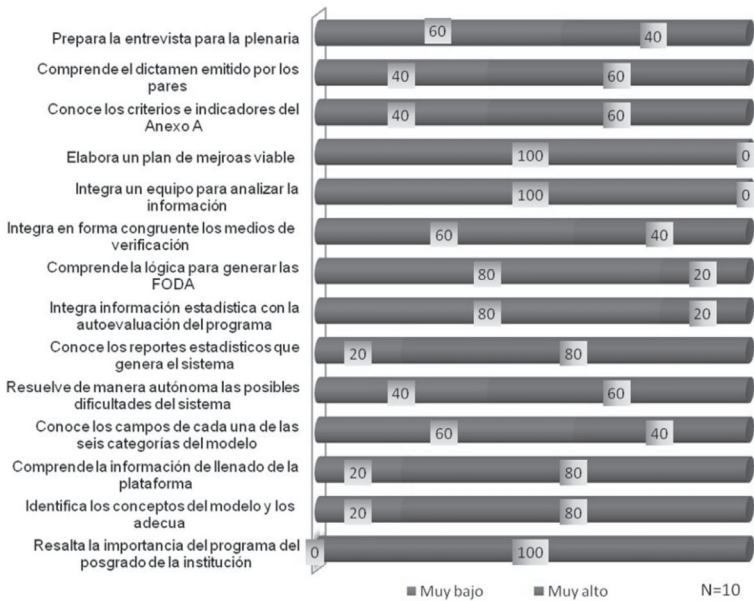 Prepara la entrevista para la plenaria
60 40
Comprende el dictamen emitido por los
pares
40 60
Conoce los criterios e indicadores del
Anexo A
40 60
Elabora un plan de mejroas viable
100 0
Integra un equipo para analizar la
información
100 0
Integra en forma congruente los medios de
verificación
60 40
Comprende la lógica para generar las
FODA
80 20
Integra información estadística con la
autoevaluación del programa
80 20
Conoce los reportes estadísticos que
genera el sistema
20 80
Resuelve de manera autónoma las posibles
dificultades del sistema
40 60
Conoce los campos de cada una de las
seis categorías del modelo
60 40
Comprende la información de llenado de la
plataforma
20 80
Identifica los conceptos del modelo y los
adecua
20 80
Resalta la importancia del programa del
posgrado de la institución
0 100
Muy bajo Muy alto N=10